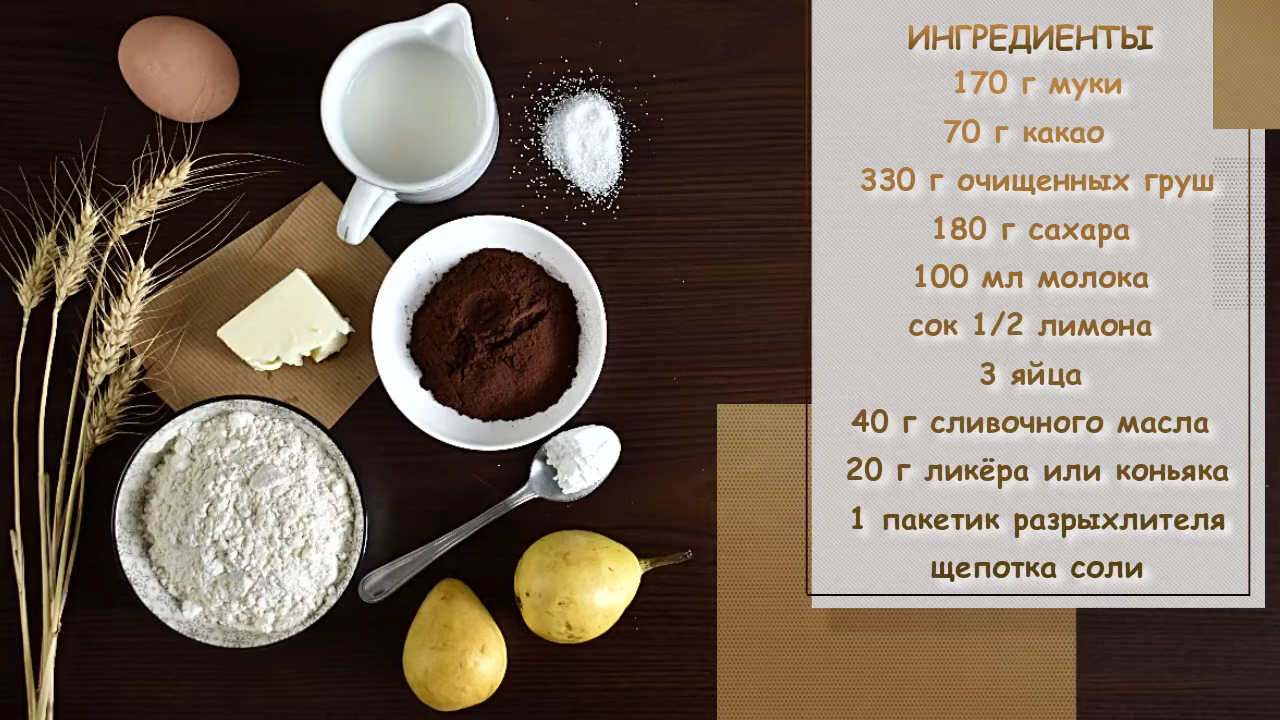 ИНГРЕДИЕНТЫ
170 г муки
70 г какао
330 г очищенных груш
180 г сахара
100 мл молока
сок 1/2 лимона
3 яйца
40 г сливочного масла
20 г ликёра или коньяка
1 пакетик разрыхлителя
щепотка соли